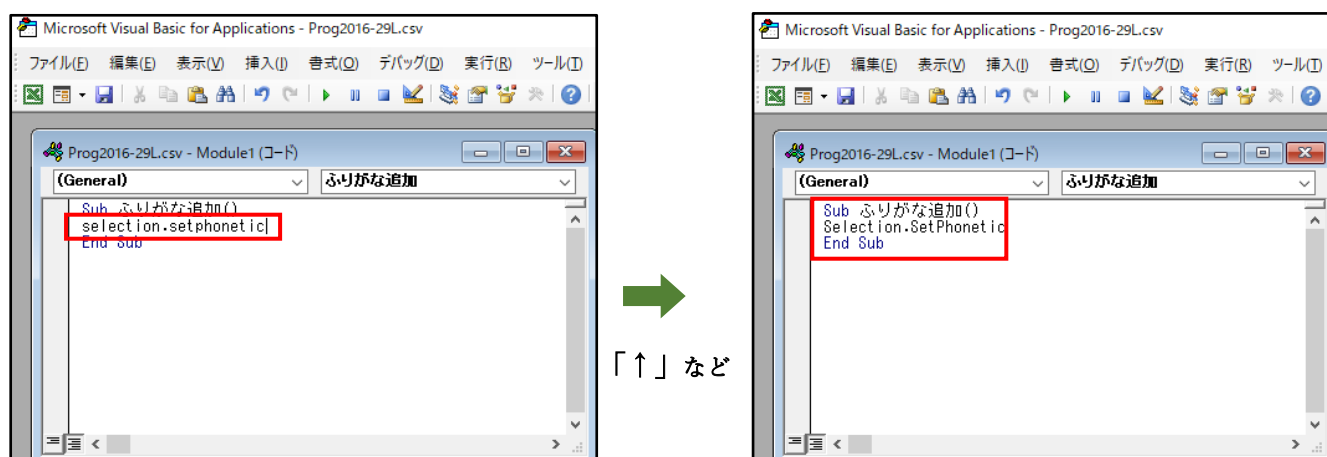 Microsoft Visual Basic for Applications - Prog2016-29L.csv
ファイル(F) 編集(E) 表示(V) 挿入(I) 書式(O) デバッグ(D) 実行(R) ツール(T)
Prog2016-29L.csv - Module1 (コード)
(General) ふりがな追加
Sub ふりがな追加()
selection.setphonetic
End Sub
「↑」など
Microsoft Visual Basic for Applications - Prog2016-29L.csv
ファイル(F) 編集(E) 表示(V) 挿入(I) 書式(O) デバッグ(D) 実行(R) ツール(T)
Prog2016-29L.csv - Module1 (コード)
(General) ふりがな追加
Sub ふりがな追加()
Selection.SetPhonetic
End Sub